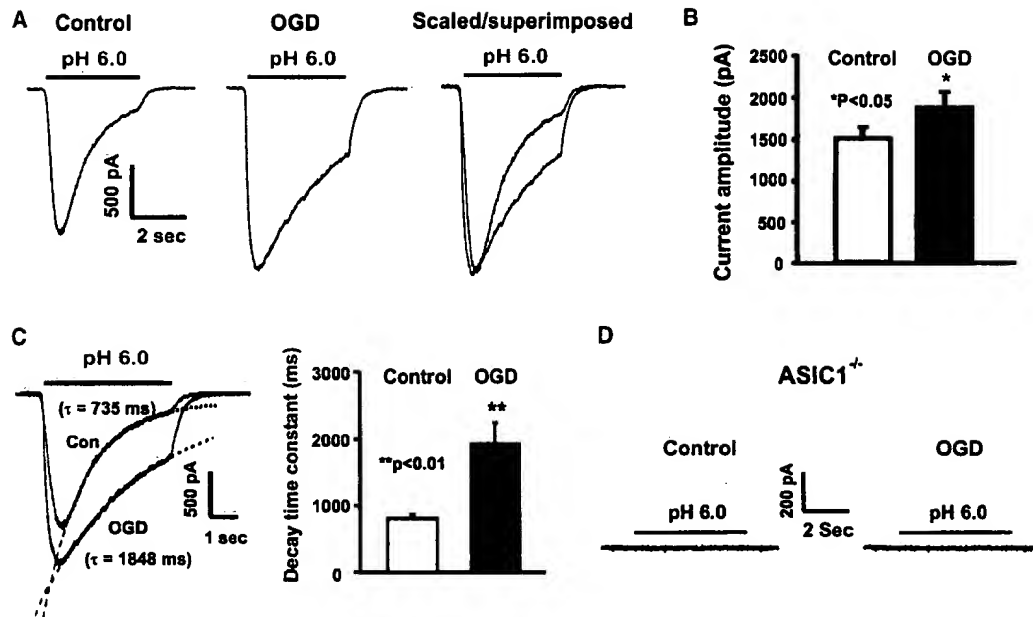 A
Control
pH 6.0
500 pA
2 sec
OGD
pH 6.0
Scaled/superimposed
pH 6.0
B
Current amplitude (pA)
2500
2000
1500
1000
500
0
Control
OGD
*
*P<0.05
C
pH 6.0
(τ = 735 ms)
Con
OGD
(τ = 1848 ms)
500 pA
1 sec
Decay time constant (ms)
3000
2000
1000
0
Control
OGD
**
**p<0.01
D
ASIC1-/-
Control
OGD
pH 6.0
200 pA
2 Sec
pH 6.0